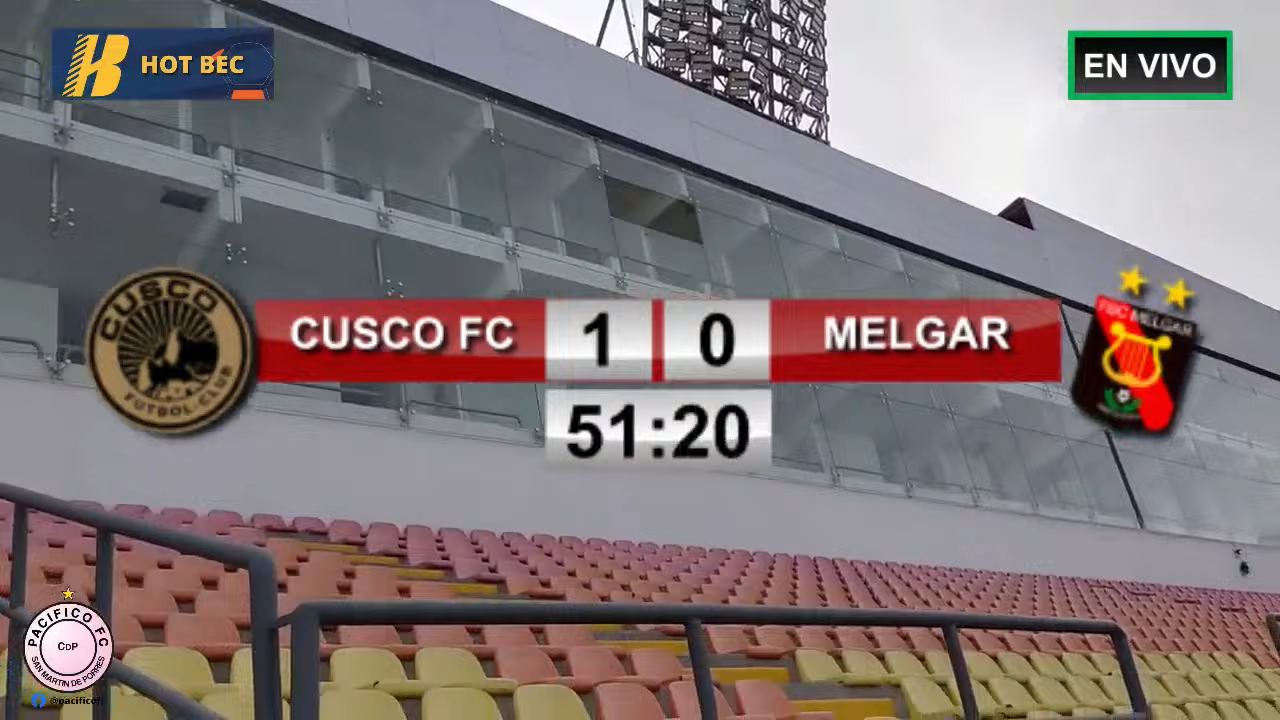 HOT BEC
EN VIVO
CUSCO
FUTBOL CLUB
CUSCO FC 1 0 MELGAR
51:20
FBC MELGAR
PACIFICO FC
CDP
SAN MARTIN DE PORRES